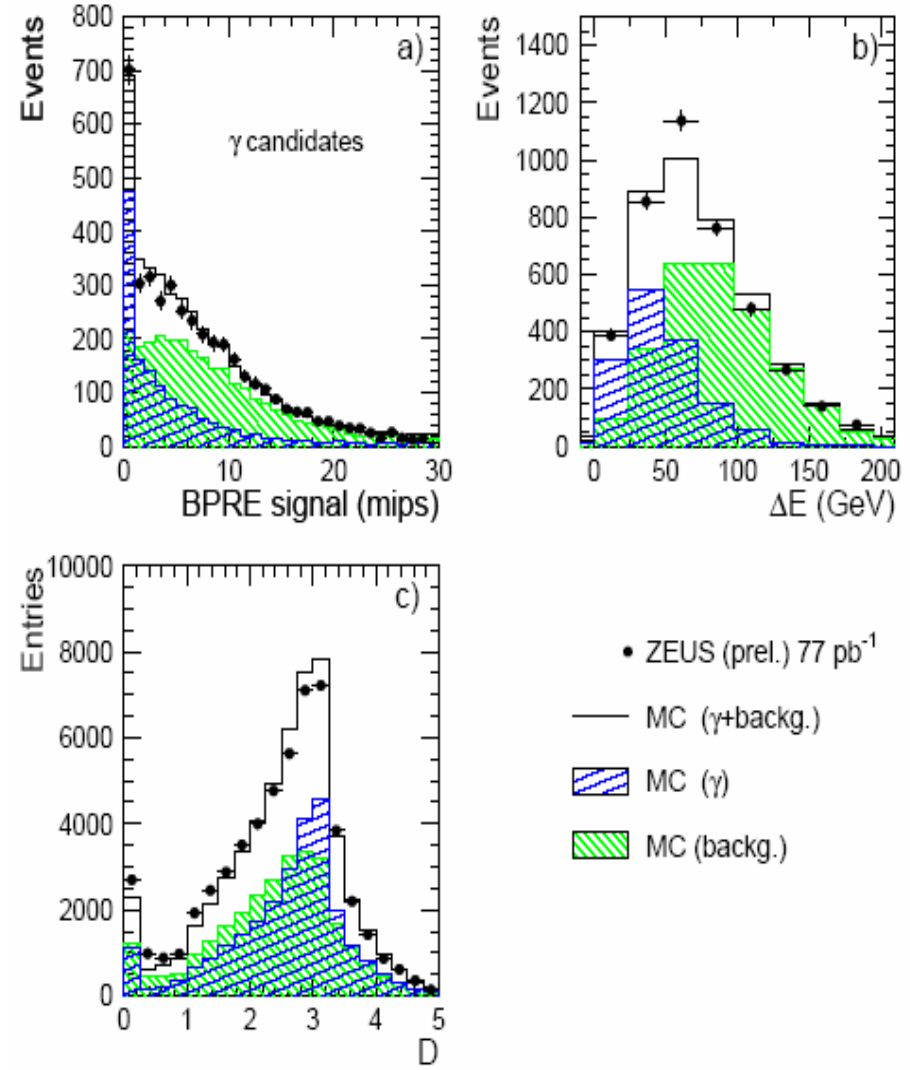 a)
Events
800
700
600
500
400
300
200
100
0
γ candidates
0 10 20 30
BPRE signal (mips)
b)
Events
1400
1200
1000
800
600
400
200
0
0 50 100 150 200
ΔE (GeV)
c)
Entries
10000
8000
6000
4000
2000
0
0 1 2 3 4 5
D
ZEUS (prel.) 77 pb⁻¹
MC (γ+backg.)
MC (γ)
MC (backg.)